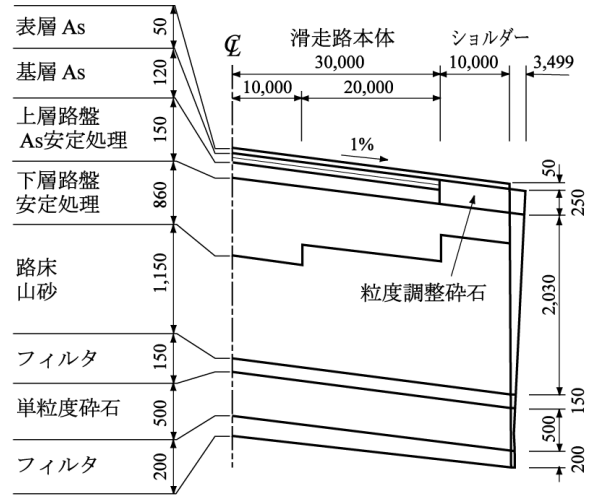 表層 As
50
基層 As
120
上層路盤
As安定処理
150
下層路盤
安定処理
860
路床
山砂
1,150
フィルタ
150
単粒度砕石
500
フィルタ
200
℄
滑走路本体
ショルダー
30,000
10,000
3,499
10,000
20,000
1%
粒度調整砕石
50
250
2,030
150
500
200